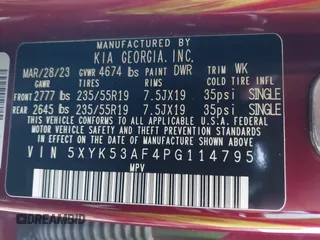 MANUFACTURED BY
KIA GEORGIA, INC.
MAR/28/23 GVWR 4674 lbs PAINT DWR TRIM WK
GAWR TIRES RIMS COLD TIRE PSI
FRONT 2777 lbs 235/55R19 7.5JX19 35psi SINGLE
REAR 2645 lbs 235/55R19 7.5JX19 35psi SINGLE
THIS VEHICLE CONFORMS TO ALL APPLICABLE
U.S. FEDERAL MOTOR VEHICLE SAFETY, BUMPER,
AND THEFT PREVENTION STANDARDS IN EFFECT ON
THE DATE OF MANUFACTURE SHOWN ABOVE.
VIN 5XYK53AF4PG114795
MPV
DREAMBID